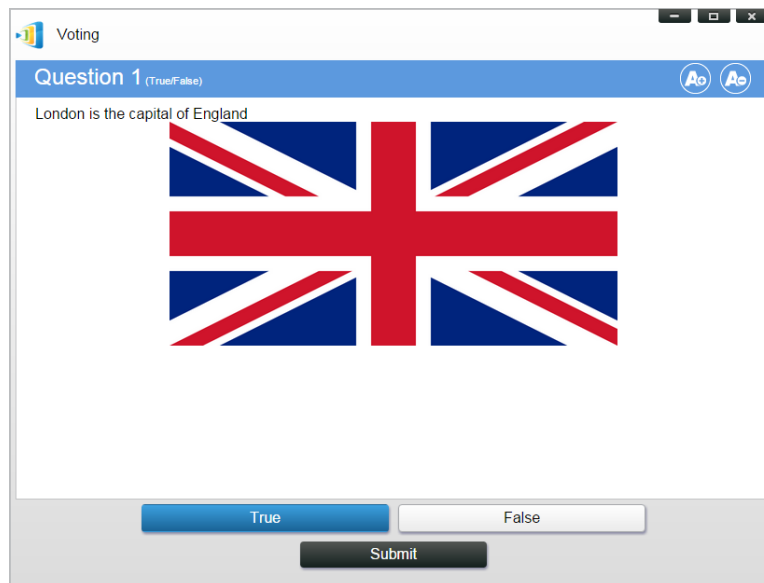 Voting
Question 1 (True/False)
London is the capital of England
True False
Submit